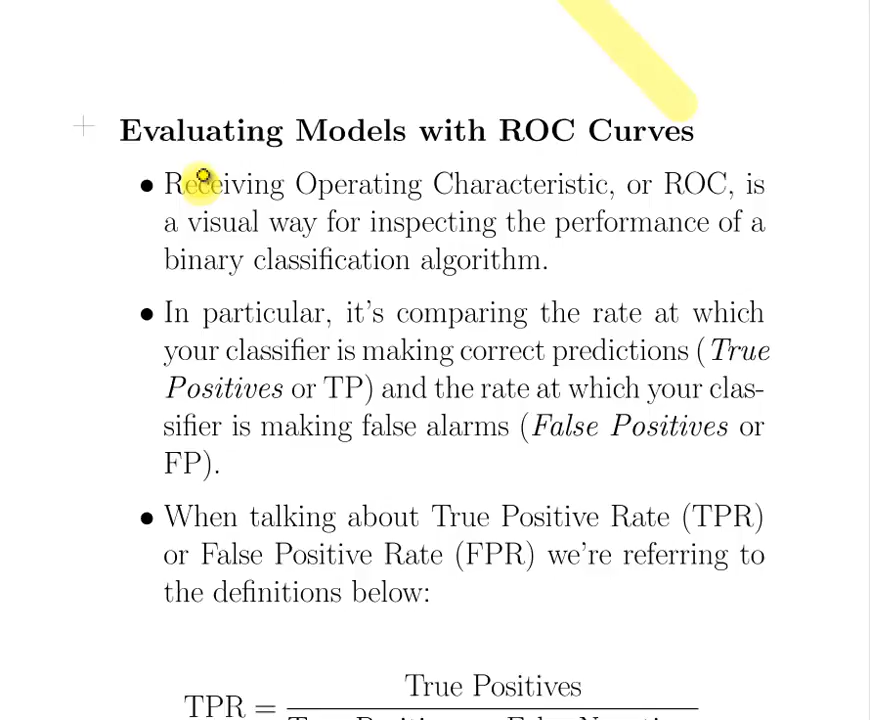 Evaluating Models with ROC Curves
• Receiving Operating Characteristic, or ROC, is
a visual way for inspecting the performance of a
binary classification algorithm.
• In particular, it's comparing the rate at which
your classifier is making correct predictions (True
Positives or TP) and the rate at which your clas-
sifier is making false alarms (False Positives or
FP).
• When talking about True Positive Rate (TPR)
or False Positive Rate (FPR) we're referring to
the definitions below:
True Positives
TPR =